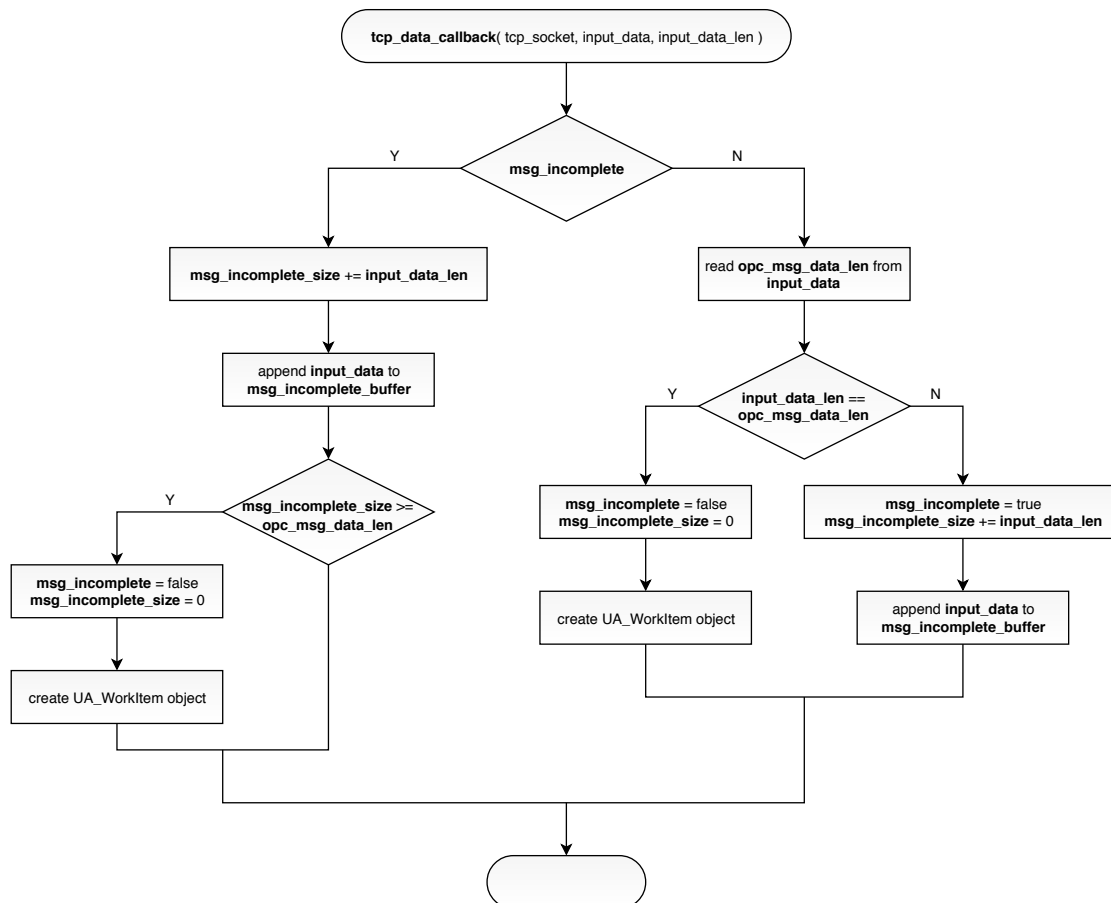 tcp_data_callback( tcp_socket, input_data, input_data_len )
msg_incomplete
Y
N
msg_incomplete_size += input_data_len
read opc_msg_data_len from
input_data
append input_data to
msg_incomplete_buffer
input_data_len ==
opc_msg_data_len
Y
N
msg_incomplete_size >=
opc_msg_data_len
Y
msg_incomplete = false
msg_incomplete_size = 0
msg_incomplete = true
msg_incomplete_size += input_data_len
msg_incomplete = false
msg_incomplete_size = 0
create UA_WorkItem object
append input_data to
msg_incomplete_buffer
create UA_WorkItem object